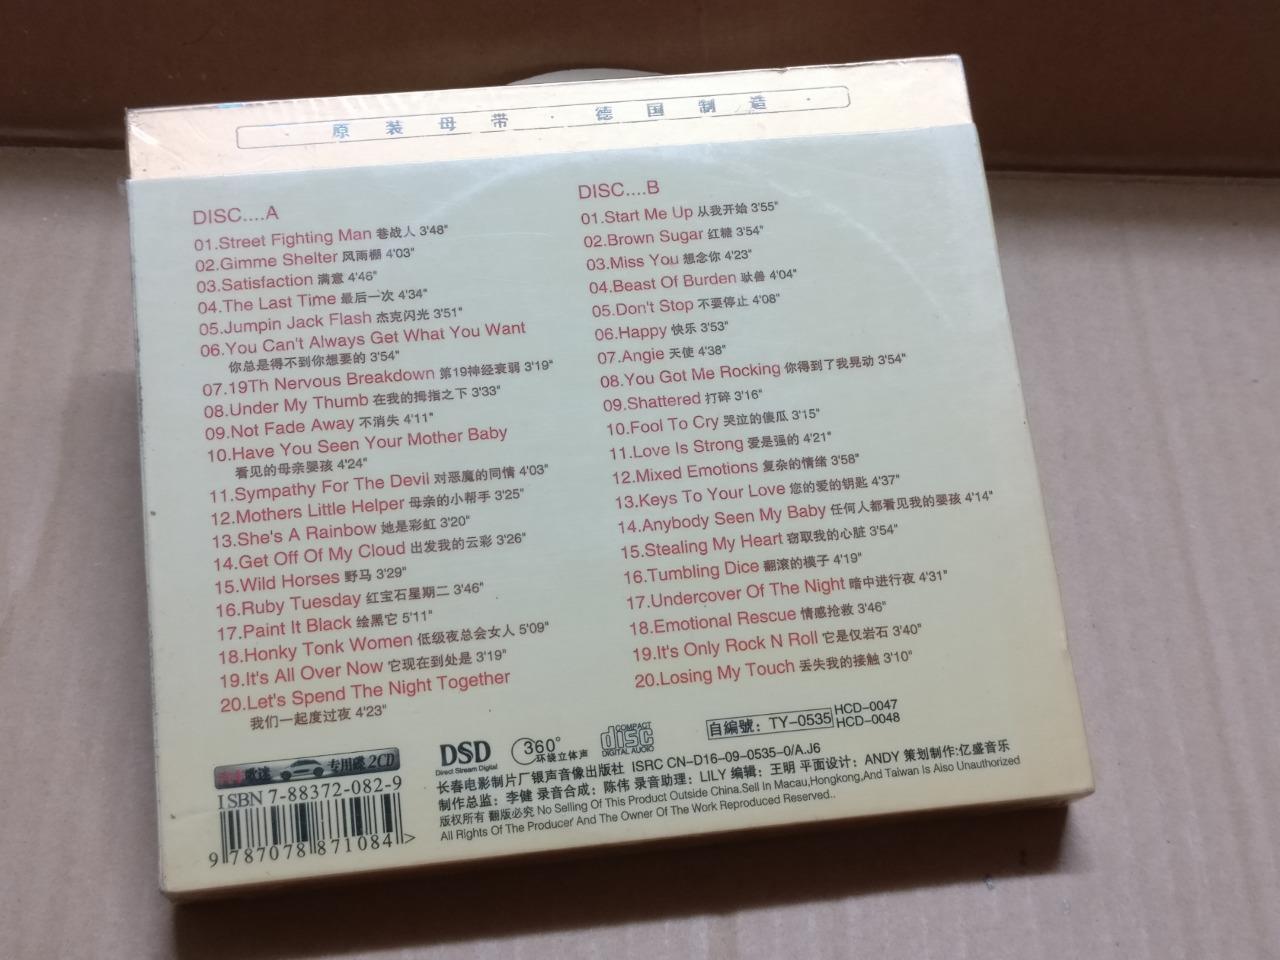 原装母带 · 德国制造 ·
DISC....A
01.Street Fighting Man 巷战人 3'48"
02.Gimme Shelter 风雨棚 4'03"
03.Satisfaction 满意 4'46"
04.The Last Time 最后一次 4'34"
05.Jumpin Jack Flash 杰克闪光 3'51"
06.You Can't Always Get What You Want
你总是得不到你想要的 3'54"
07.19Th Nervous Breakdown 第19神经衰弱 3'19"
08.Under My Thumb 在我的拇指之下 3'33"
09.Not Fade Away 不消失 4'11"
10.Have You Seen Your Mother Baby
看见的母亲婴孩 4'24"
11.Sympathy For The Devil 对恶魔的同情 4'03"
12.Mothers Little Helper 母亲的小帮手 3'25"
13.She's A Rainbow 她是彩虹 3'20"
14.Get Off Of My Cloud 出发我的云彩 3'26"
15.Wild Horses 野马 3'29"
16.Ruby Tuesday 红宝石星期二 3'46"
17.Paint It Black 绘黑它 5'11"
18.Honky Tonk Women 低级夜总会女人 5'09"
19.It's All Over Now 它现在到处是 3'19"
20.Let's Spend The Night Together
我们一起度过夜 4'23"
DISC....B
01.Start Me Up 从我开始 3'55"
02.Brown Sugar 红糖 3'54"
03.Miss You 想念你 4'23"
04.Beast Of Burden 驮兽 4'04"
05.Don't Stop 不要停止 4'08"
06.Happy 快乐 3'53"
07.Angie 天使 4'38"
08.You Got Me Rocking 你得到了我晃动 3'54"
09.Shattered 打碎 3'16"
10.Fool To Cry 哭泣的傻瓜 3'15"
11.Love Is Strong 爱是强的 4'21"
12.Mixed Emotions 复杂的情绪 3'58"
13.Keys To Your Love 您的爱的钥匙 4'37"
14.Anybody Seen My Baby 任何人都看见我的婴孩 4'14"
15.Stealing My Heart 窃取我的心脏 3'54"
16.Tumbling Dice 翻滚的模子 4'19"
17.Undercover Of The Night 暗中进行夜 4'31"
18.Emotional Rescue 情感抢救 3'46"
19.It's Only Rock N Roll 它是仅岩石 3'40"
20.Losing My Touch 丢失我的接触 3'10"
汽车歌选 专用碟2CD
ISBN 7-88372-082-9
9 787078 871084 >
DSD
Direct Stream Digital
360°
环绕立体声
COMPACT
disc
DIGITAL AUDIO
自編號：TY-0535
HCD-0047
HCD-0048
长春电影制片厂银声音像出版社 ISRC CN-D16-09-0535-0/A.J6
制作总监：李健 录音合成：陈伟 录音助理：LILY 编辑：王明 平面设计：ANDY 策划制作:亿盛音乐
版权所有 翻版必究 No Selling Of This Product Outside China.Sell In Macau,Hongkong,And Taiwan Is Aiso Unauthorized
All Rights Of The Producer And The Owner Of The Work Reproduced Reserved..